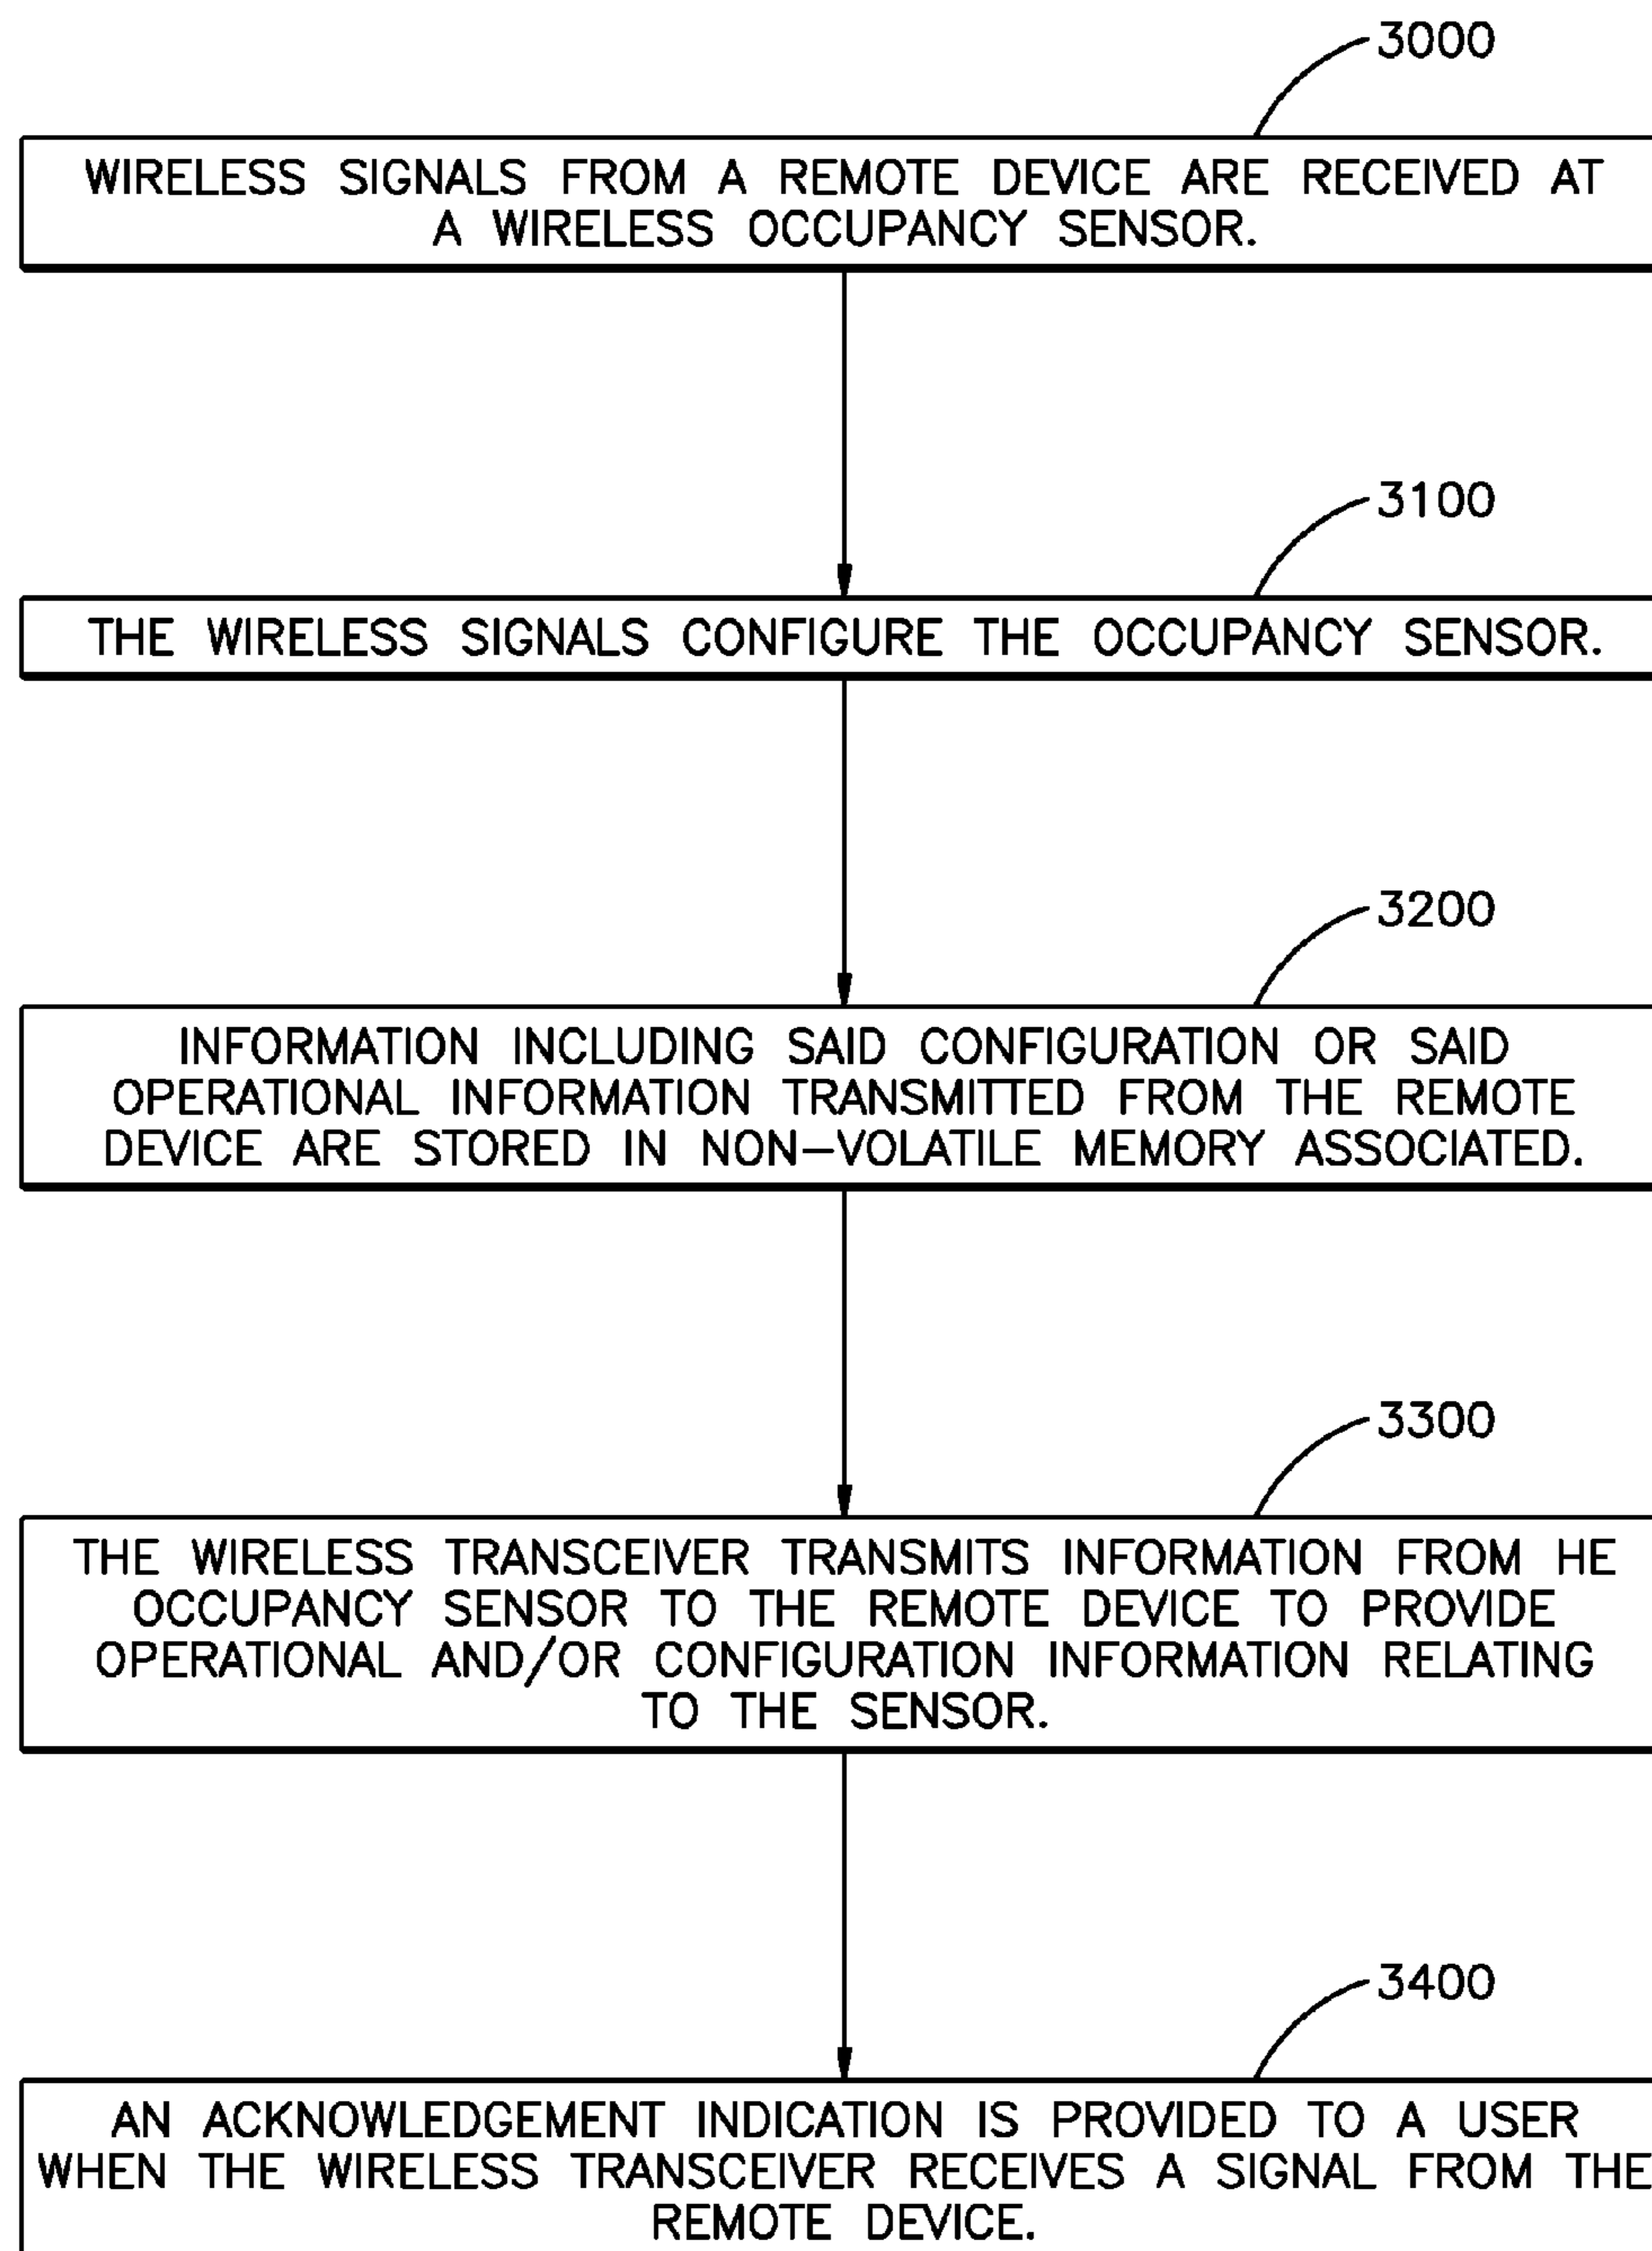 3000
WIRELESS SIGNALS FROM A REMOTE DEVICE ARE RECEIVED AT
A WIRELESS OCCUPANCY SENSOR.
3100
THE WIRELESS SIGNALS CONFIGURE THE OCCUPANCY SENSOR.
3200
INFORMATION INCLUDING SAID CONFIGURATION OR SAID
OPERATIONAL INFORMATION TRANSMITTED FROM THE REMOTE
DEVICE ARE STORED IN NON-VOLATILE MEMORY ASSOCIATED.
3300
THE WIRELESS TRANSCEIVER TRANSMITS INFORMATION FROM HE
OCCUPANCY SENSOR TO THE REMOTE DEVICE TO PROVIDE
OPERATIONAL AND/OR CONFIGURATION INFORMATION RELATING
TO THE SENSOR.
3400
AN ACKNOWLEDGEMENT INDICATION IS PROVIDED TO A USER
WHEN THE WIRELESS TRANSCEIVER RECEIVES A SIGNAL FROM THE
REMOTE DEVICE.